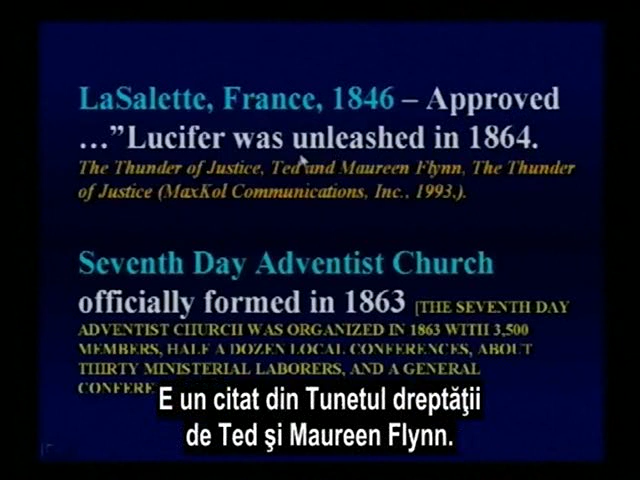 LaSalette, France, 1846 – Approved
…”Lucifer was unleashed in 1864.
The Thunder of Justice, Ted and Maureen Flynn, The Thunder
of Justice (MaxKol Communications, Inc., 1993,).
Seventh Day Adventist Church
officially formed in 1863 [THE SEVENTH DAY
ADVENTIST CHURCH WAS ORGANIZED IN 1863 WITH 3,500
MEMBERS, HALF A DOZEN LOCAL CONFERENCES, ABOUT
THIRTY MINISTERIAL LABORERS, AND A GENERAL
CONFERE
E un citat din Tunetul dreptăţii
de Ted şi Maureen Flynn.